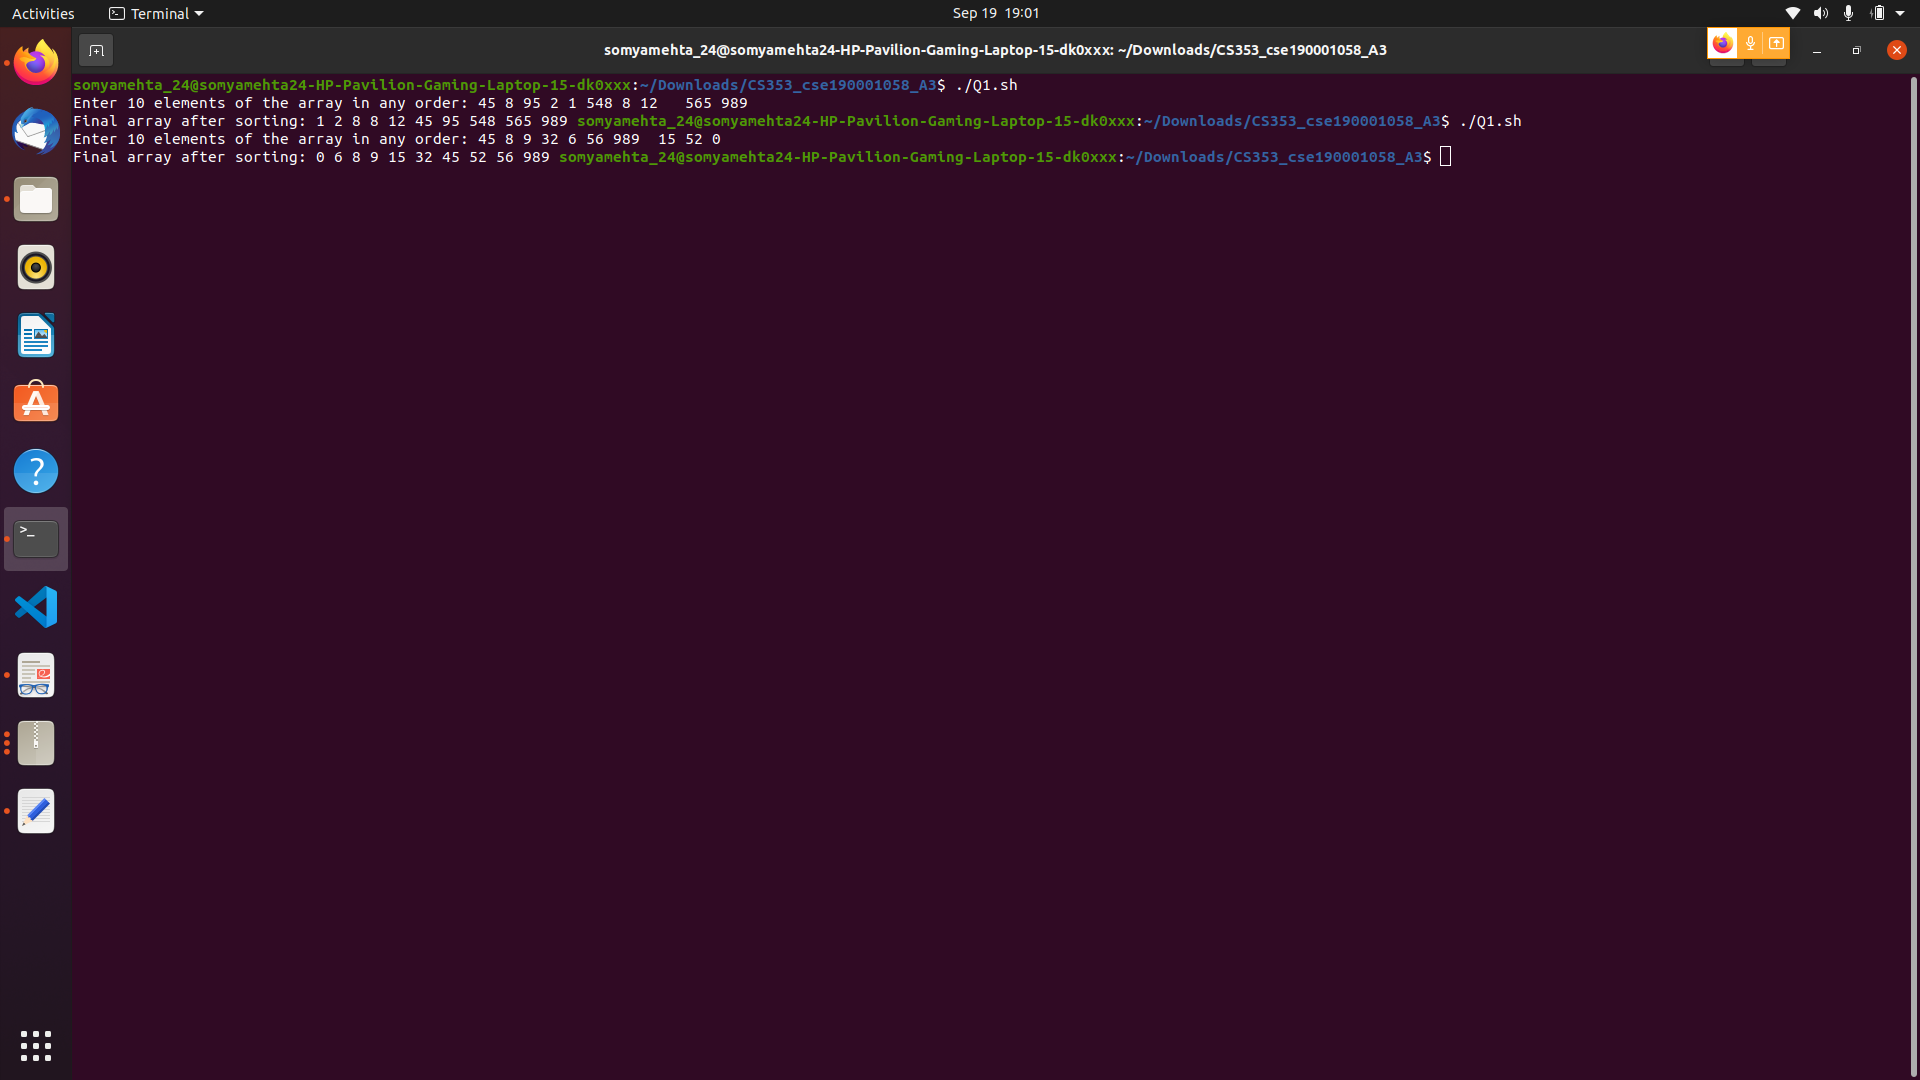 Activities Terminal Sep 19 19:01
somyamehta_24@somyamehta24-HP-Pavilion-Gaming-Laptop-15-dk0xxx: ~/Downloads/CS353_cse190001058_A3
somyamehta_24@somyamehta24-HP-Pavilion-Gaming-Laptop-15-dk0xxx:~/Downloads/CS353_cse190001058_A3$ ./Q1.sh
Enter 10 elements of the array in any order: 45 8 95 2 1 548 8 12   565 989
Final array after sorting: 1 2 8 8 12 45 95 548 565 989 somyamehta_24@somyamehta24-HP-Pavilion-Gaming-Laptop-15-dk0xxx:~/Downloads/CS353_cse190001058_A3$ ./Q1.sh
Enter 10 elements of the array in any order: 45 8 9 32 6 56 989  15 52 0
Final array after sorting: 0 6 8 9 15 32 45 52 56 989 somyamehta_24@somyamehta24-HP-Pavilion-Gaming-Laptop-15-dk0xxx:~/Downloads/CS353_cse190001058_A3$